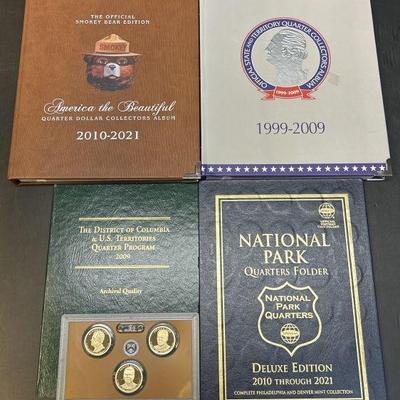 THE OFFICIAL
SMOKEY BEAR EDITION
SMOKEY
America the Beautiful
QUARTER DOLLAR COLLECTORS ALBUM
2010-2021
OFFICIAL STATE AND TERRITORY QUARTER COLLECTORS ALBUM
1999-2009
1999-2009
THE DISTRICT OF COLUMBIA
& U.S. TERRITORIES
QUARTER PROGRAM
2009
Archival Quality
NATIONAL
PARK
QUARTERS FOLDER
NATIONAL
PARK
QUARTERS
DELUXE EDITION
2010 THROUGH 2021
COMPLETE PHILADELPHIA AND DENVER MINT COLLECTION